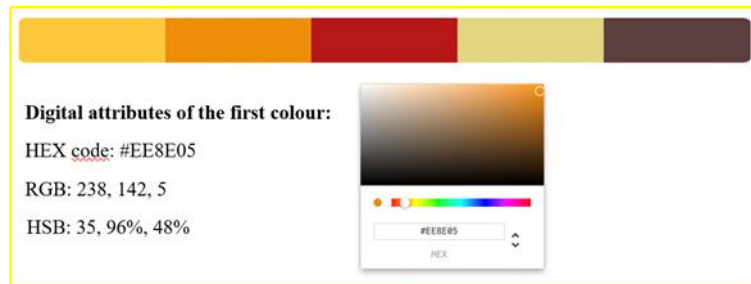 Digital attributes of the first colour:
HEX code: #EE8E05
RGB: 238, 142, 5
HSB: 35, 96%, 48%
#EE8E05
HEX